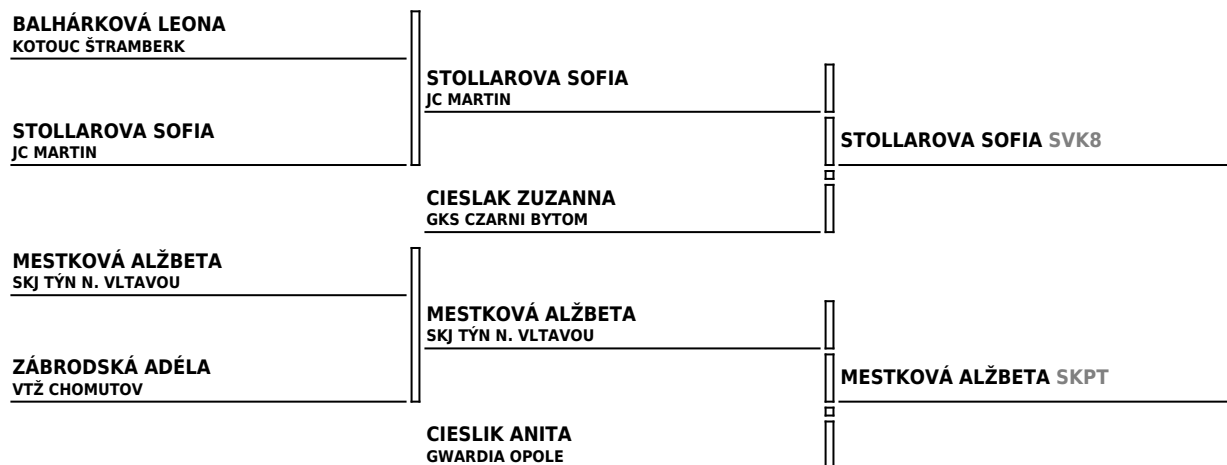 BALHÁRKOVÁ LEONA
KOTOUC ŠTRAMBERK
STOLLAROVA SOFIA
JC MARTIN
STOLLAROVA SOFIA
JC MARTIN
STOLLAROVA SOFIA SVK8
CIESLAK ZUZANNA
GKS CZARNI BYTOM
MESTKOVÁ ALŽBETA
SKJ TÝN N. VLTAVOU
MESTKOVÁ ALŽBETA
SKJ TÝN N. VLTAVOU
ZÁBRODSKÁ ADÉLA
VTŽ CHOMUTOV
MESTKOVÁ ALŽBETA SKPT
CIESLIK ANITA
GWARDIA OPOLE